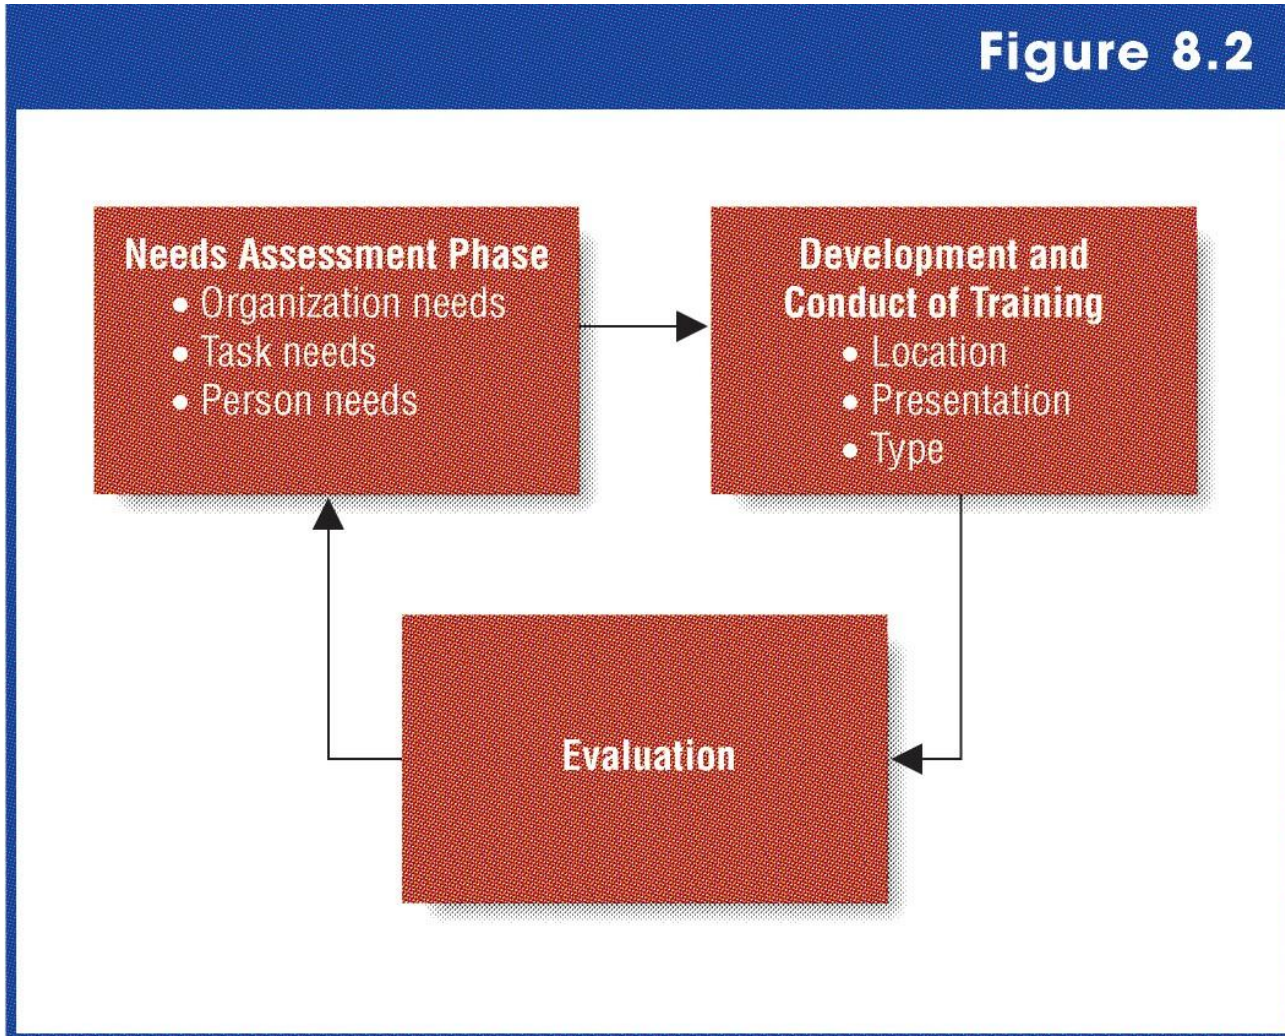 Figure 8.2
Needs Assessment Phase
• Organization needs
• Task needs
• Person needs
Development and
Conduct of Training
• Location
• Presentation
• Type
Evaluation